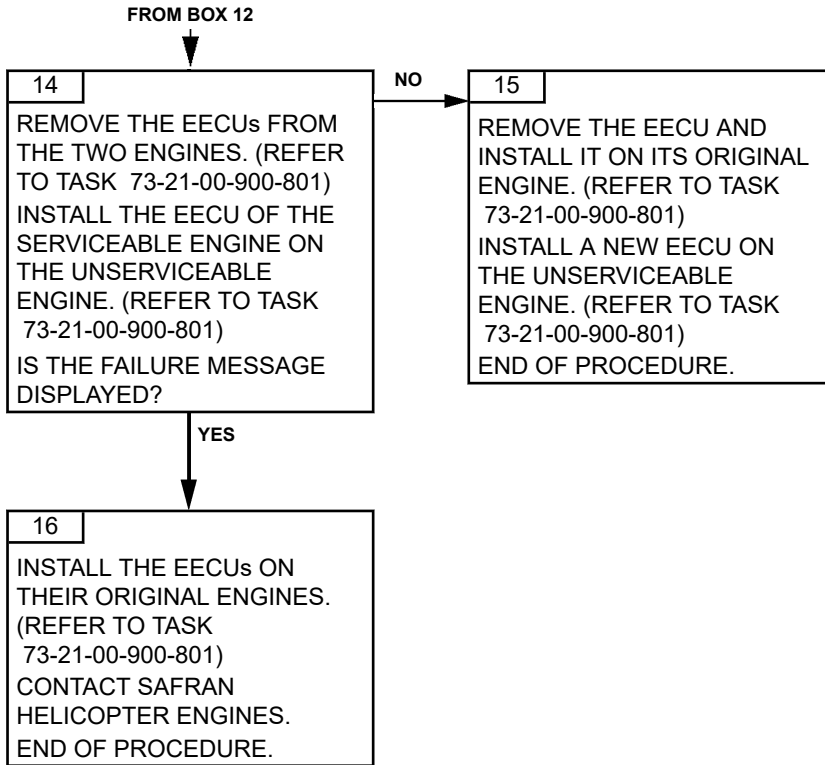 FROM BOX 12
14
REMOVE THE EECUs FROM
THE TWO ENGINES. (REFER
TO TASK 73-21-00-900-801)
INSTALL THE EECU OF THE
SERVICEABLE ENGINE ON
THE UNSERVICEABLE
ENGINE. (REFER TO TASK
73-21-00-900-801)
IS THE FAILURE MESSAGE
DISPLAYED?
NO
15
REMOVE THE EECU AND
INSTALL IT ON ITS ORIGINAL
ENGINE. (REFER TO TASK
73-21-00-900-801)
INSTALL A NEW EECU ON
THE UNSERVICEABLE
ENGINE. (REFER TO TASK
73-21-00-900-801)
END OF PROCEDURE.
YES
16
INSTALL THE EECUs ON
THEIR ORIGINAL ENGINES.
(REFER TO TASK
73-21-00-900-801)
CONTACT SAFRAN
HELICOPTER ENGINES.
END OF PROCEDURE.